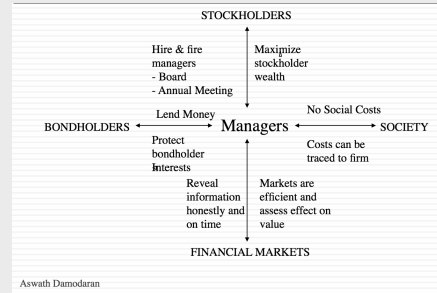 STOCKHOLDERS
Hire & fire
managers
- Board
- Annual Meeting
Maximize
stockholder
wealth
Lend Money
No Social Costs
BONDHOLDERS
Managers
SOCIETY
Protect
bondholder
Interests
Costs can be
traced to firm
Reveal
information
honestly and
on time
Markets are
efficient and
assess effect on
value
FINANCIAL MARKETS
Aswath Damodaran